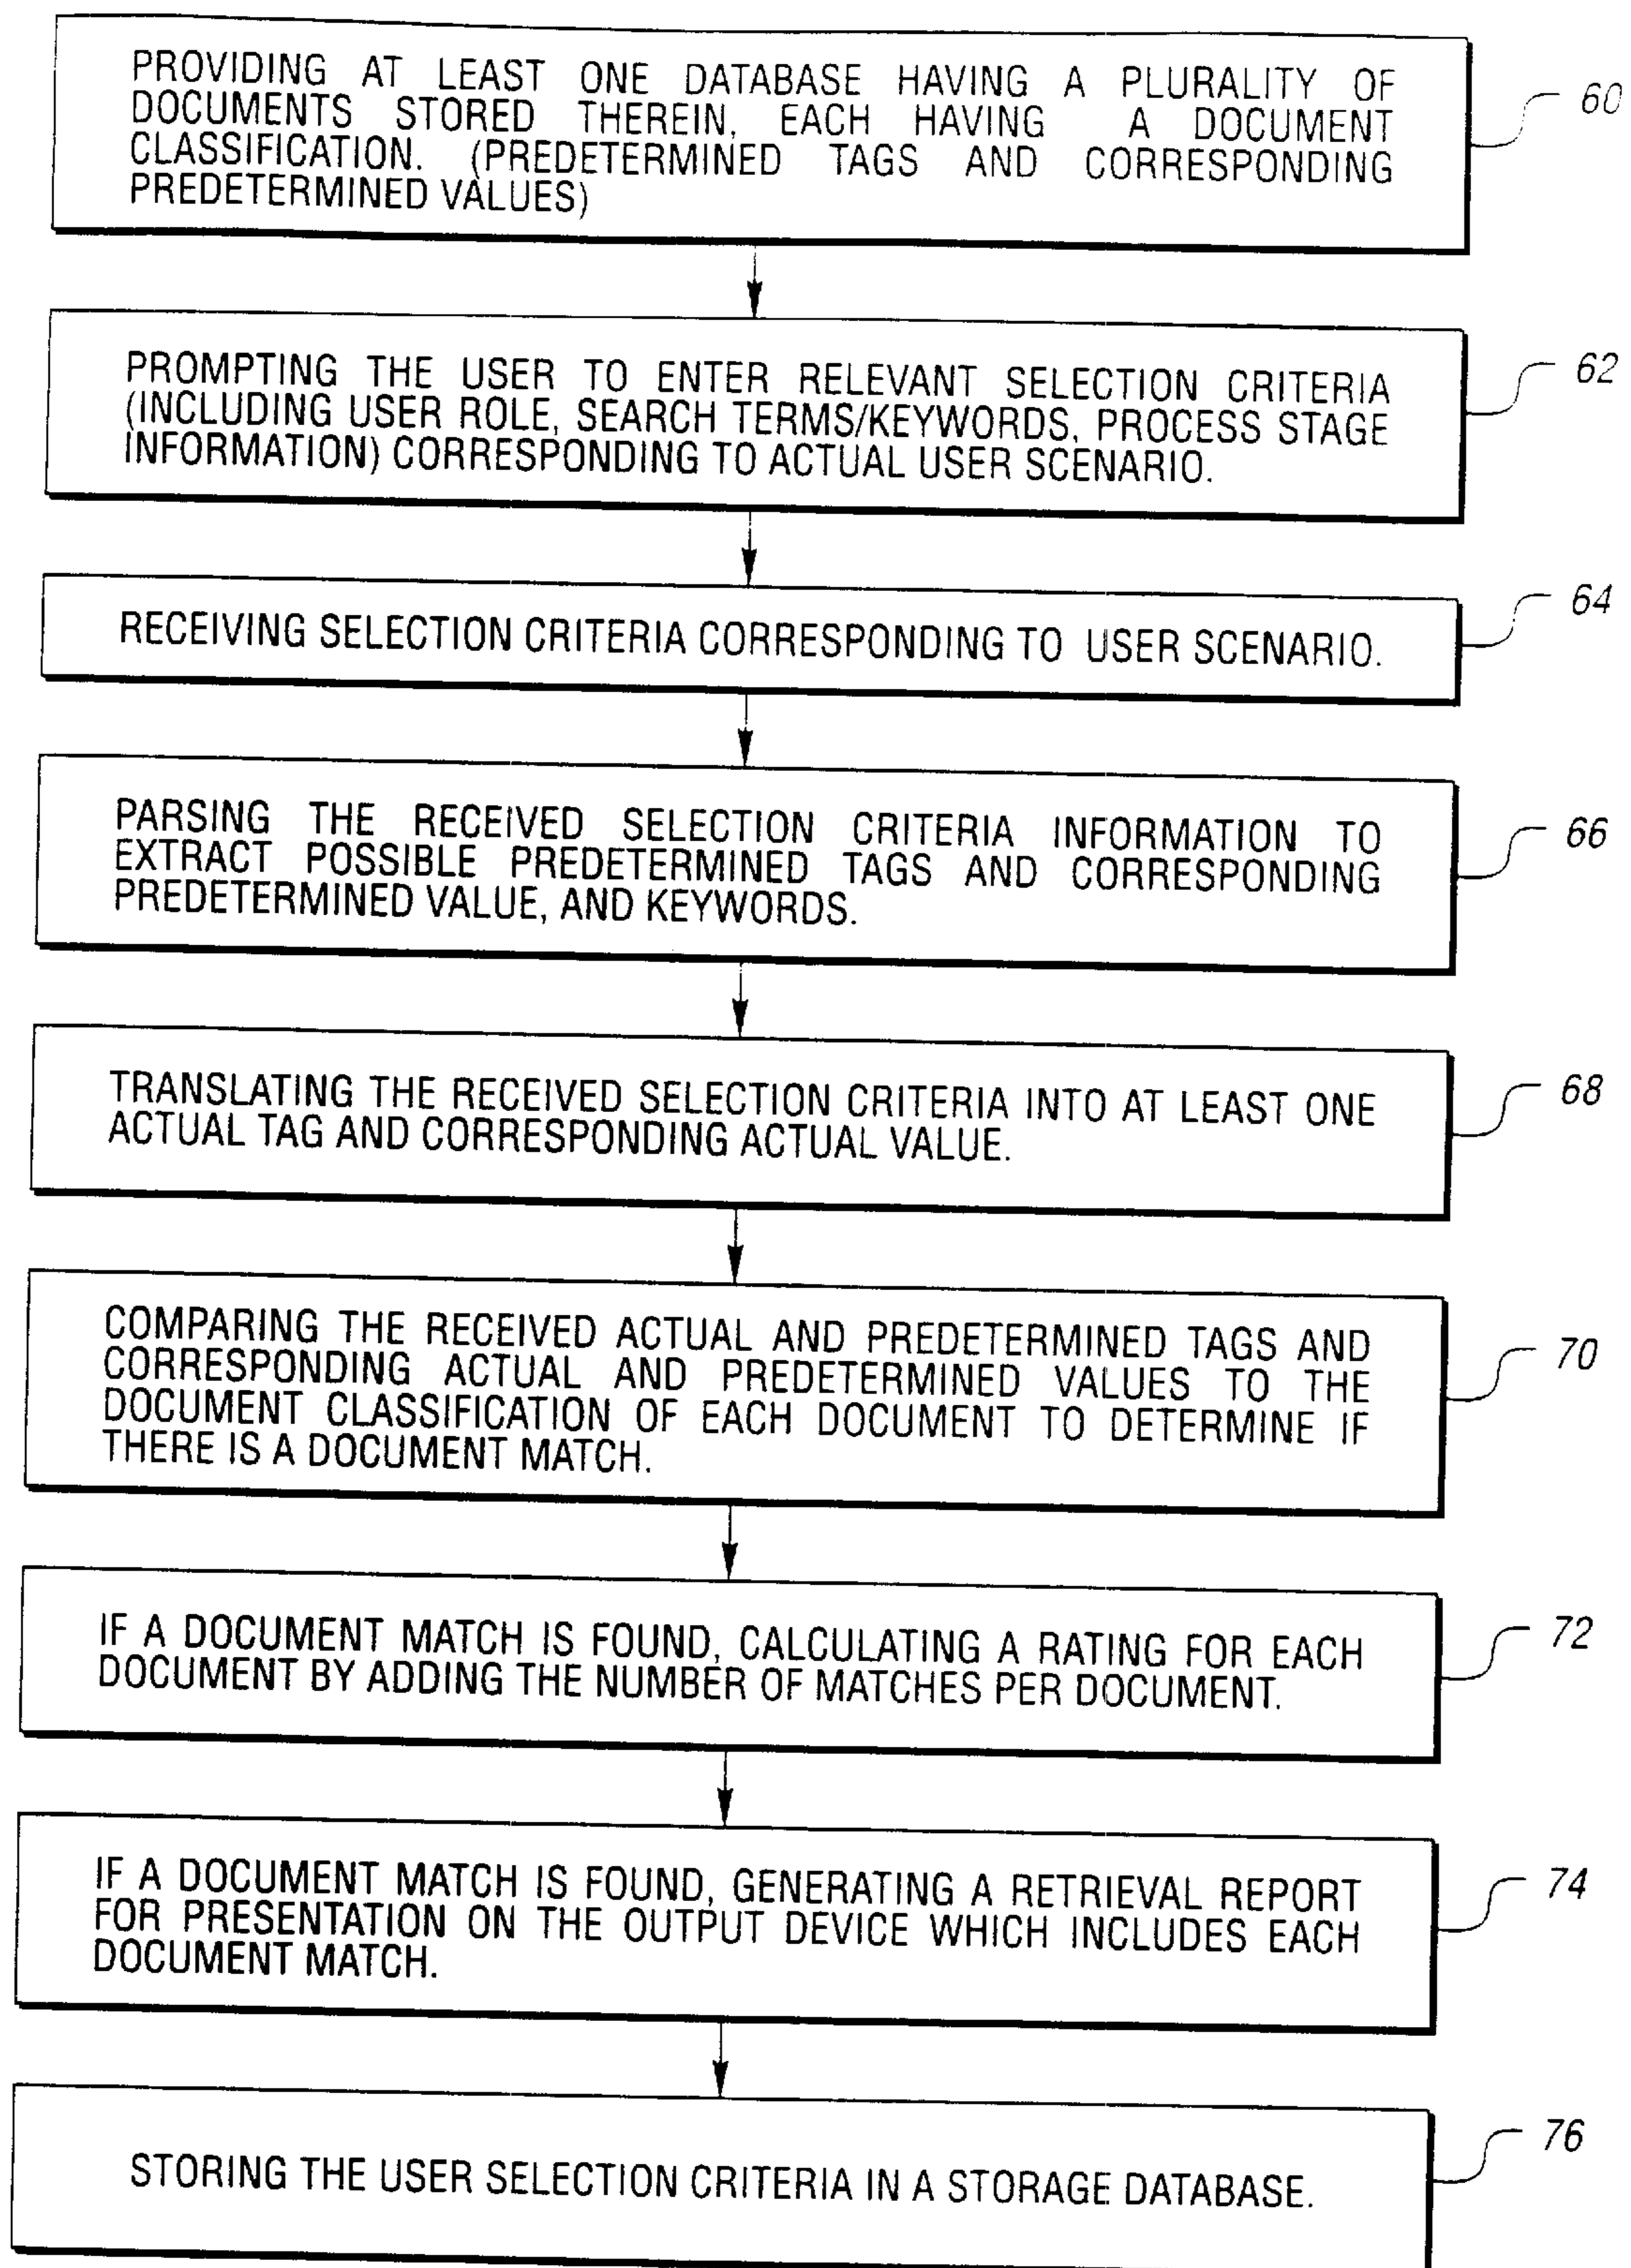 PROVIDING AT LEAST ONE DATABASE HAVING A PLURALITY OF
DOCUMENTS STORED THEREIN, EACH HAVING A DOCUMENT
CLASSIFICATION. (PREDETERMINED TAGS AND CORRESPONDING
PREDETERMINED VALUES)
60
PROMPTING THE USER TO ENTER RELEVANT SELECTION CRITERIA
(INCLUDING USER ROLE, SEARCH TERMS/KEYWORDS, PROCESS STAGE
INFORMATION) CORRESPONDING TO ACTUAL USER SCENARIO.
62
RECEIVING SELECTION CRITERIA CORRESPONDING TO USER SCENARIO.
64
PARSING THE RECEIVED SELECTION CRITERIA INFORMATION TO
EXTRACT POSSIBLE PREDETERMINED TAGS AND CORRESPONDING
PREDETERMINED VALUE, AND KEYWORDS.
66
TRANSLATING THE RECEIVED SELECTION CRITERIA INTO AT LEAST ONE
ACTUAL TAG AND CORRESPONDING ACTUAL VALUE.
68
COMPARING THE RECEIVED ACTUAL AND PREDETERMINED TAGS AND
CORRESPONDING ACTUAL AND PREDETERMINED VALUES TO THE
DOCUMENT CLASSIFICATION OF EACH DOCUMENT TO DETERMINE IF
THERE IS A DOCUMENT MATCH.
70
IF A DOCUMENT MATCH IS FOUND, CALCULATING A RATING FOR EACH
DOCUMENT BY ADDING THE NUMBER OF MATCHES PER DOCUMENT.
72
IF A DOCUMENT MATCH IS FOUND, GENERATING A RETRIEVAL REPORT
FOR PRESENTATION ON THE OUTPUT DEVICE WHICH INCLUDES EACH
DOCUMENT MATCH.
74
STORING THE USER SELECTION CRITERIA IN A STORAGE DATABASE.
76